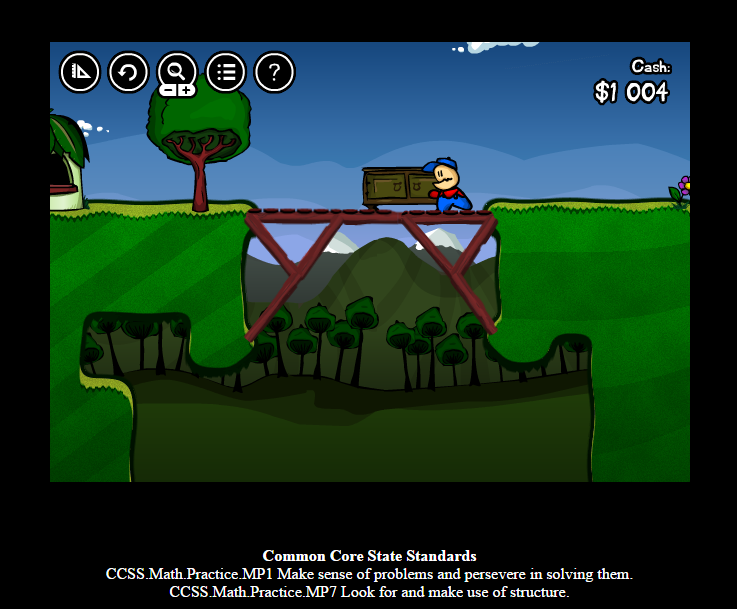 Cash:
$1 004
?
Common Core State Standards
CCSS.Math.Practice.MP1 Make sense of problems and persevere in solving them.
CCSS.Math.Practice.MP7 Look for and make use of structure.